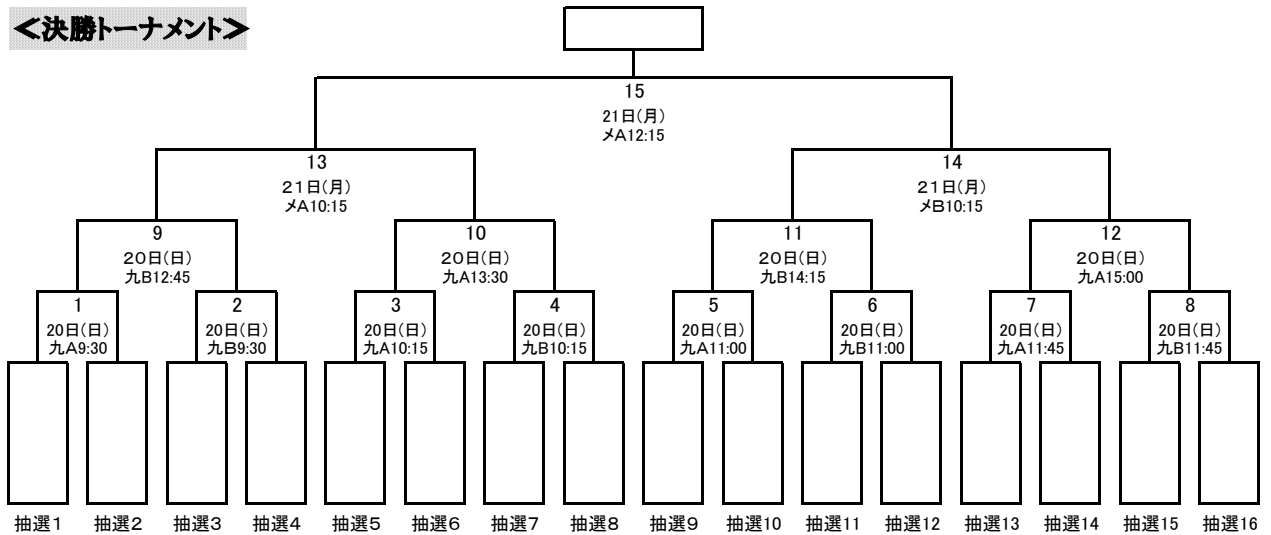 ≪決勝トーナメント≫
15
21日(月)
メA12:15
13
21日(月)
メA10:15
14
21日(月)
メB10:15
9
20日(日)
九B12:45
10
20日(日)
九A13:30
11
20日(日)
九B14:15
12
20日(日)
九A15:00
1
20日(日)
九A9:30
2
20日(日)
九B9:30
3
20日(日)
九A10:15
4
20日(日)
九B10:15
5
20日(日)
九A11:00
6
20日(日)
九B11:00
7
20日(日)
九A11:45
8
20日(日)
九B11:45
抽選1 抽選2 抽選3 抽選4 抽選5 抽選6 抽選7 抽選8 抽選9 抽選10 抽選11 抽選12 抽選13 抽選14 抽選15 抽選16